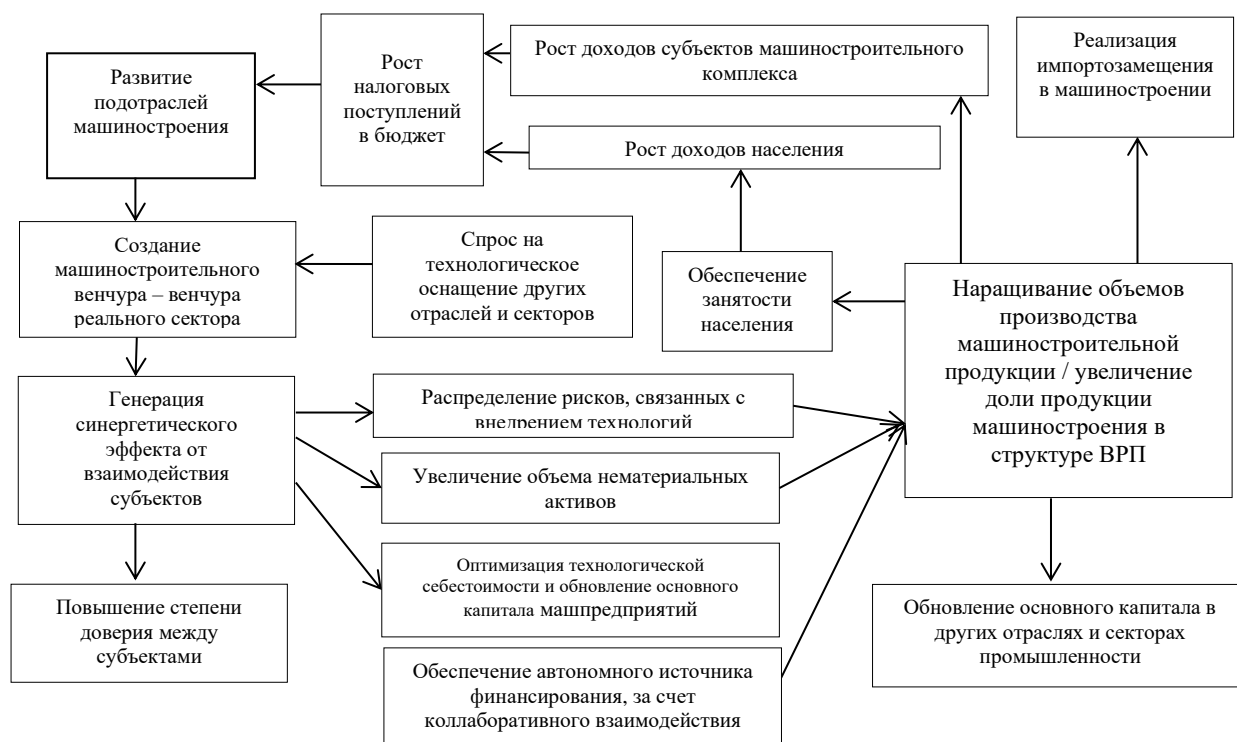 Развитие
подотраслей
машиностроения
Рост
налоговых
поступлений
в бюджет
Рост доходов субъектов машиностроительного
комплекса
Рост доходов населения
Реализация
импортозамещения
в машиностроении
Создание
машиностроительного
венчура – венчура
реального сектора
Спрос на
технологическое
оснащение других
отраслей и секторов
Обеспечение
занятости
населения
Наращивание объемов
производства
машиностроительной
продукции / увеличение
доли продукции
машиностроения в
структуре ВРП
Генерация
синергетического
эффекта от
взаимодействия
субъектов
Распределение рисков, связанных с
внедрением технологий
Увеличение объема нематериальных
активов
Оптимизация технологической
себестоимости и обновление основного
капитала машпредприятий
Обеспечение автономного источника
финансирования, за счет
коллаборативного взаимодействия
Повышение степени
доверия между
субъектами
Обновление основного капитала в
других отраслях и секторах
промышленности